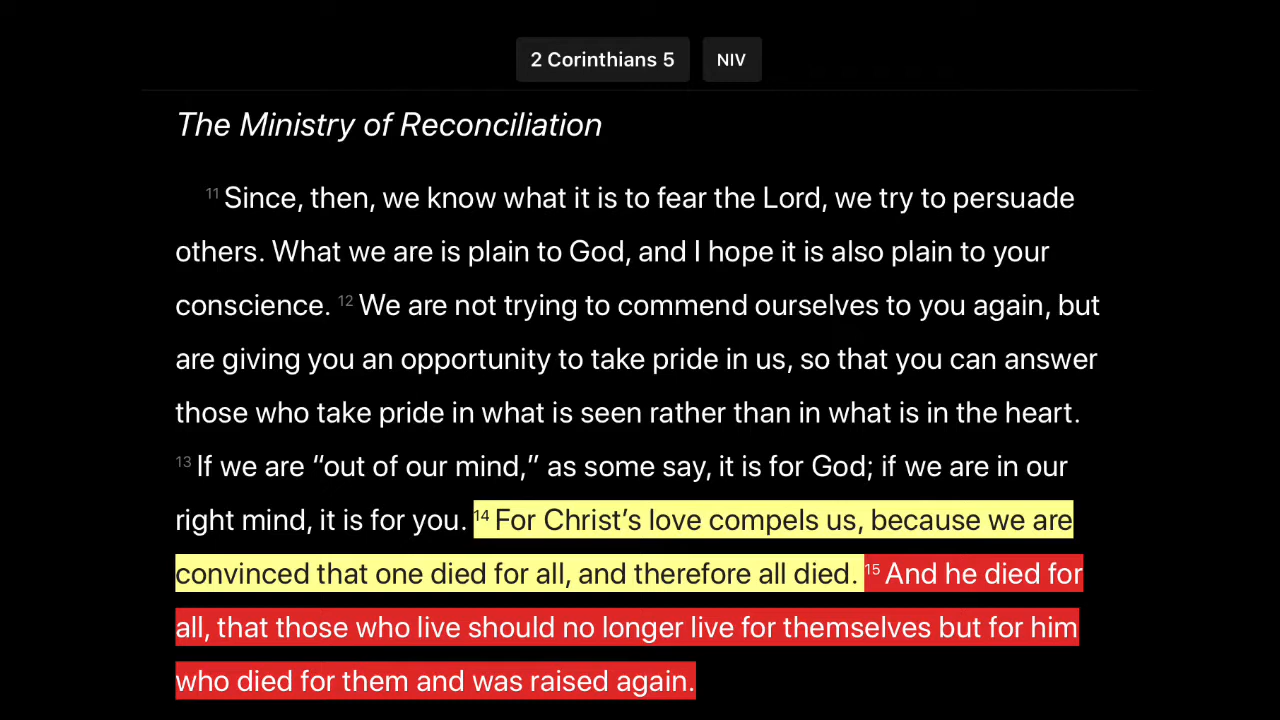 2 Corinthians 5 NIV
The Ministry of Reconciliation
11 Since, then, we know what it is to fear the Lord, we try to persuade
others. What we are is plain to God, and I hope it is also plain to your
conscience. 12 We are not trying to commend ourselves to you again, but
are giving you an opportunity to take pride in us, so that you can answer
those who take pride in what is seen rather than in what is in the heart.
13 If we are “out of our mind,” as some say, it is for God; if we are in our
right mind, it is for you. 14 For Christ’s love compels us, because we are
convinced that one died for all, and therefore all died. 15 And he died for
all, that those who live should no longer live for themselves but for him
who died for them and was raised again.